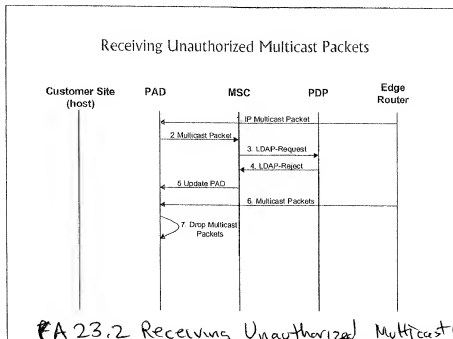 Receiving Unauthorized Multicast Packets
Customer Site
(host)
PAD
MSC
PDP
Edge
Router
IP Multicast Packet
2 Multicast Packet
3. LDAP-Request
4. LDAP-Reject
5 Update PAD
6. Multicast Packets
7. Drop Multicast
Packets
A 23.2 Receiving Unauthorized Multicast